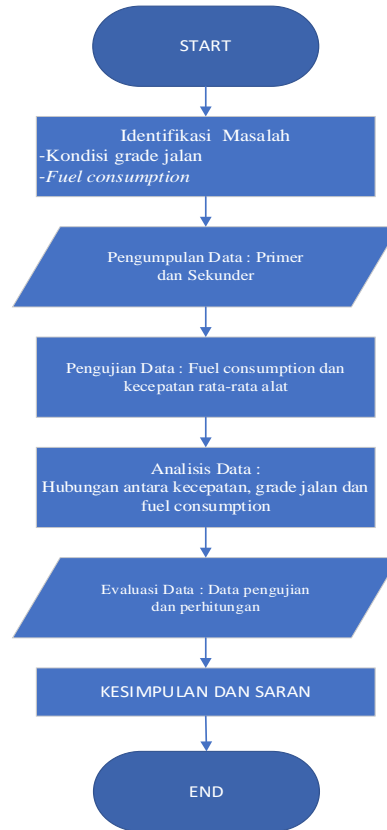 START
Identifikasi Masalah
-Kondisi grade jalan
-Fuel consumption
Pengumpulan Data : Primer
dan Sekunder
Pengujian Data : Fuel consumption dan
kecepatan rata-rata alat
Analisis Data :
Hubungan antara kecepatan, grade jalan dan
fuel consumption
Evaluasi Data : Data pengujian
dan perhitungan
KESIMPULAN DAN SARAN
END